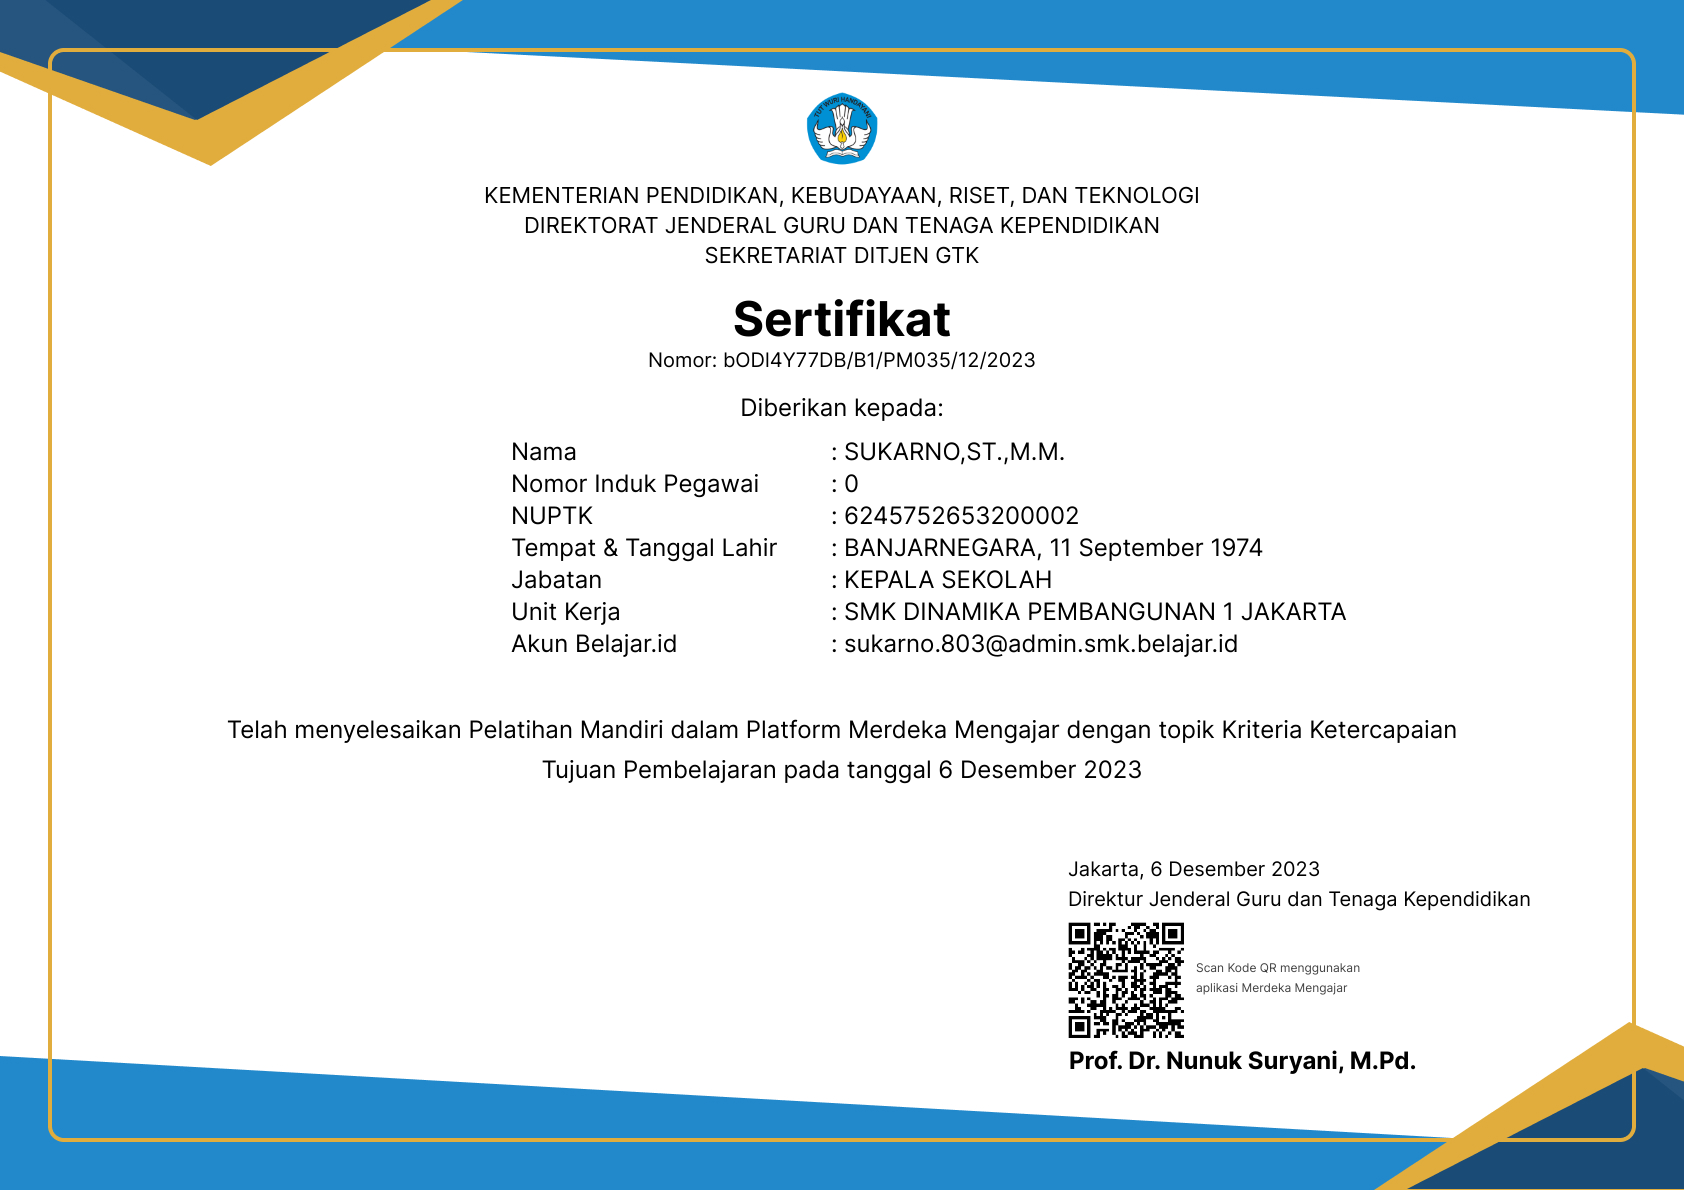 TUT WURI HANDAYANI
KEMENTERIAN PENDIDIKAN, KEBUDAYAAN, RISET, DAN TEKNOLOGI
DIREKTORAT JENDERAL GURU DAN TENAGA KEPENDIDIKAN
SEKRETARIAT DITJEN GTK
Sertifikat
Nomor: bODI4Y77DB/B1/PM035/12/2023
Diberikan kepada:
Nama : SUKARNO,ST.,M.M.
Nomor Induk Pegawai : 0
NUPTK : 6245752653200002
Tempat & Tanggal Lahir : BANJARNEGARA, 11 September 1974
Jabatan : KEPALA SEKOLAH
Unit Kerja : SMK DINAMIKA PEMBANGUNAN 1 JAKARTA
Akun Belajar.id : sukarno.803@admin.smk.belajar.id
Telah menyelesaikan Pelatihan Mandiri dalam Platform Merdeka Mengajar dengan topik Kriteria Ketercapaian
Tujuan Pembelajaran pada tanggal 6 Desember 2023
Jakarta, 6 Desember 2023
Direktur Jenderal Guru dan Tenaga Kependidikan
Scan Kode QR menggunakan
aplikasi Merdeka Mengajar
Prof. Dr. Nunuk Suryani, M.Pd.